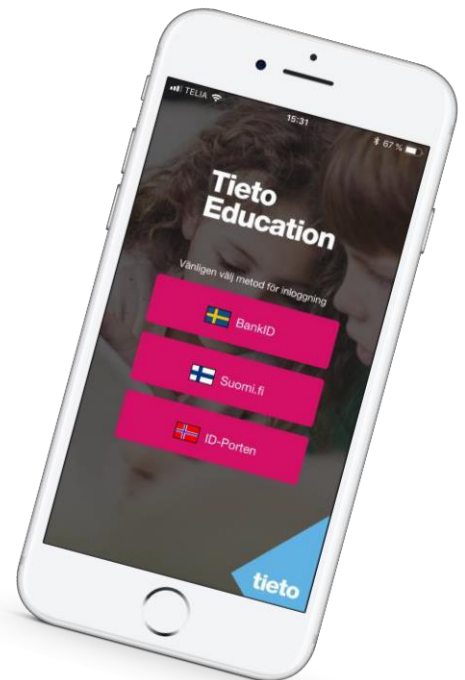 TELIA
15:31
67 %
Tieto
Education
Vänligen välj metod för inloggning
BankID
Suomi.fi
ID-Porten
tieto